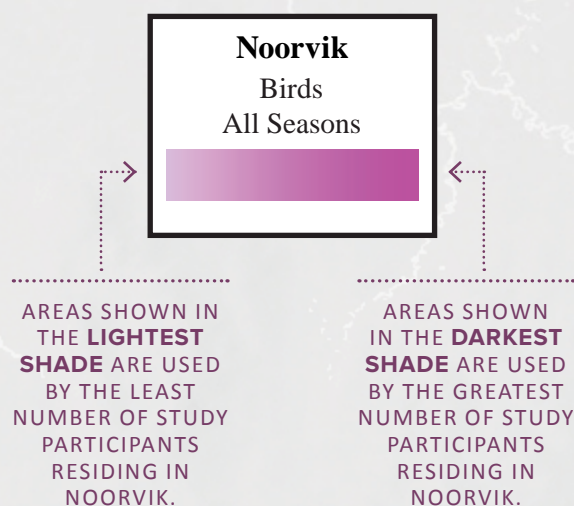 Noorvik
Birds
All Seasons
AREAS SHOWN IN
THE LIGHTEST
SHADE ARE USED
BY THE LEAST
NUMBER OF STUDY
PARTICIPANTS
RESIDING IN
NOORVIK.
AREAS SHOWN
IN THE DARKEST
SHADE ARE USED
BY THE GREATEST
NUMBER OF STUDY
PARTICIPANTS
RESIDING IN
NOORVIK.